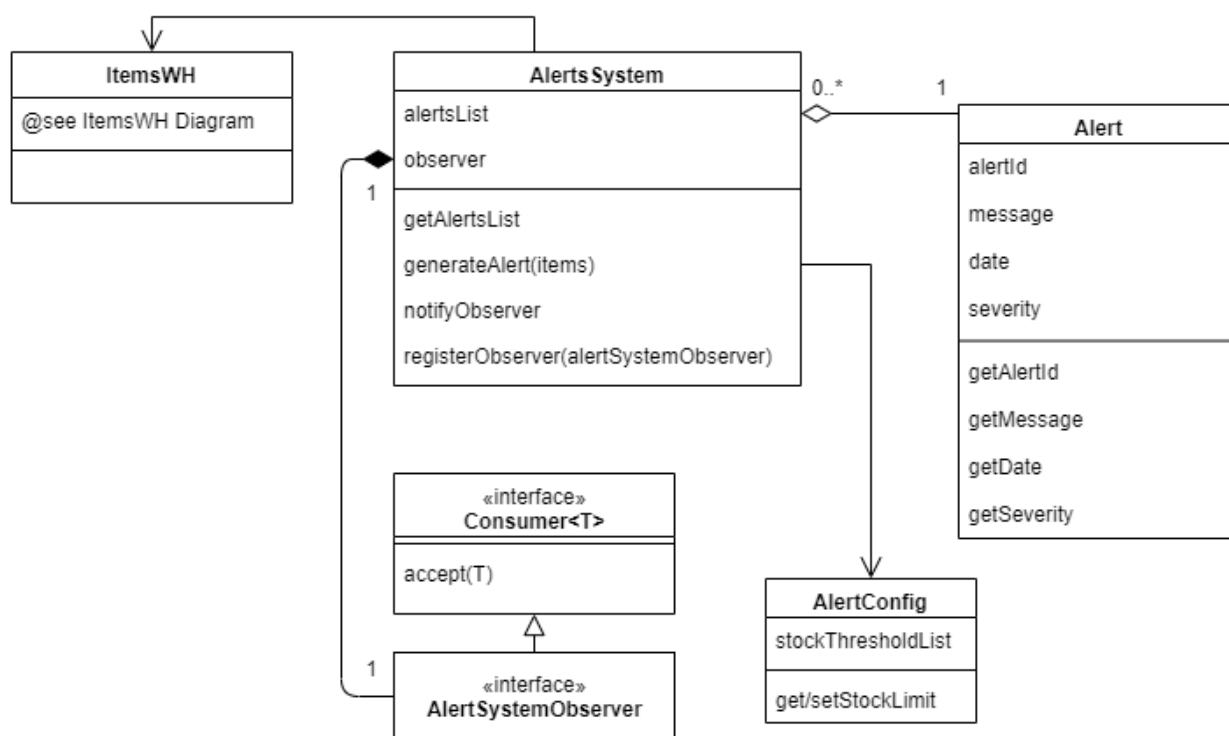 ItemsWH
@see ItemsWH Diagram
AlertsSystem
alertsList
observer
getAlertsList
generateAlert(items)
notifyObserver
registerObserver(alertSystemObserver)
0..*
1
Alert
alertId
message
date
severity
getAlertId
getMessage
getDate
getSeverity
1
«interface»
Consumer<T>
accept(T)
1
«interface»
AlertSystemObserver
AlertConfig
stockThresholdList
get/setStockLimit